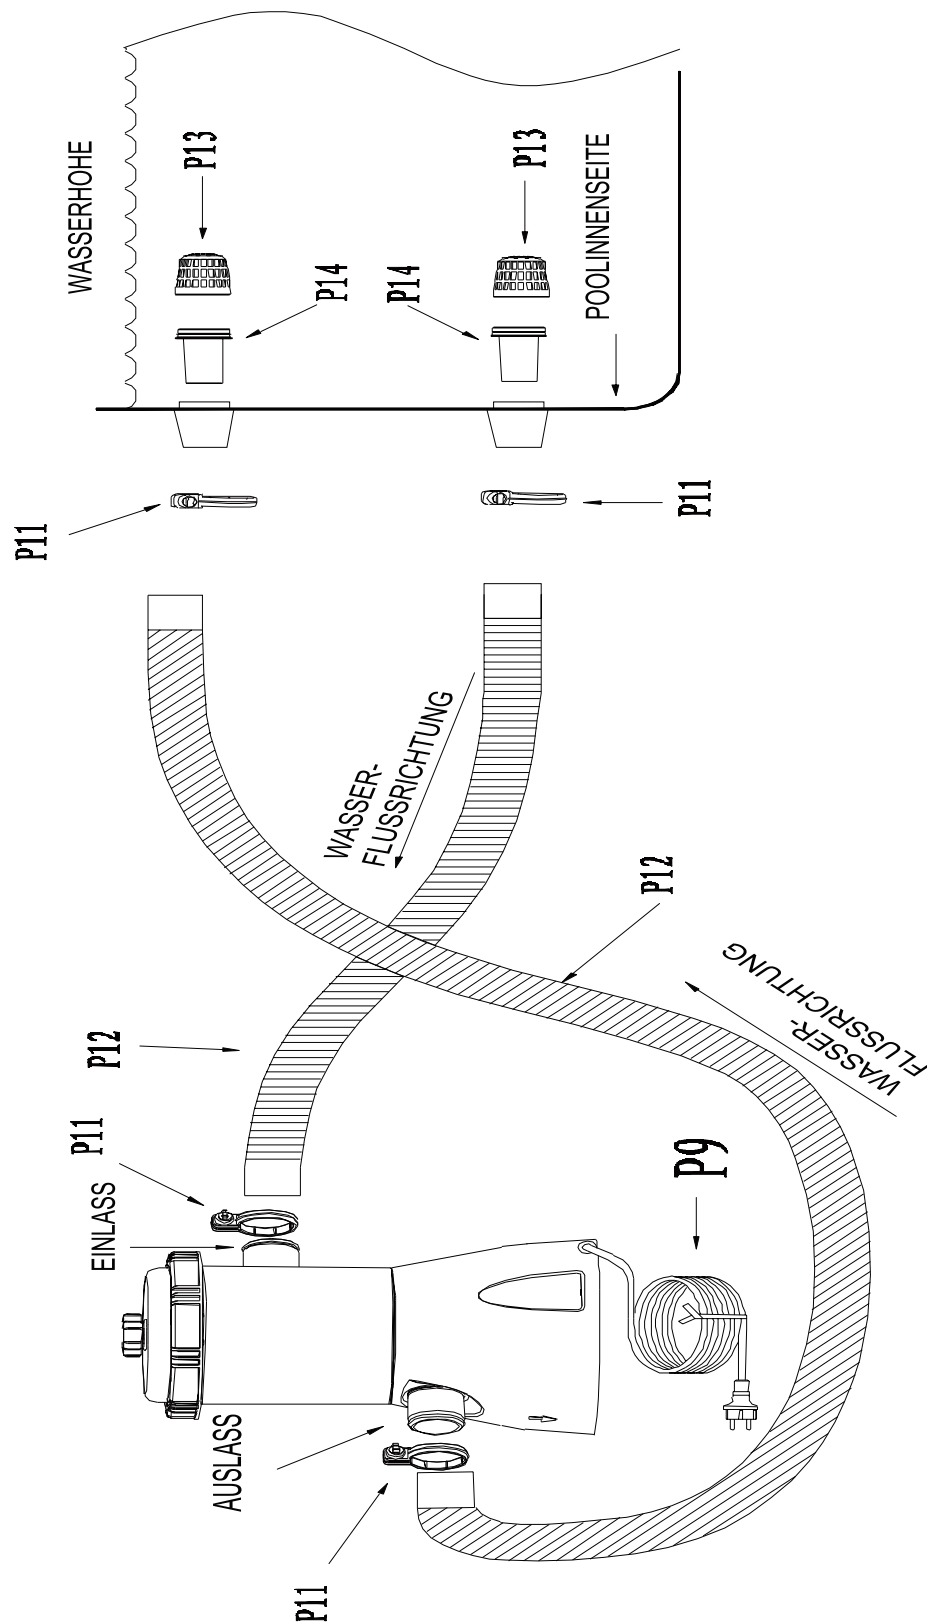 WASSERHOHE
P13
P13
P14
P14
POOLINNENSEITE
P11
P11
WASSER-
FLUSSRICHTUNG
P12
WASSER-
FLUSSRICHTUNG
P12
P11
EINLASS
P9
AUSLASS
P11